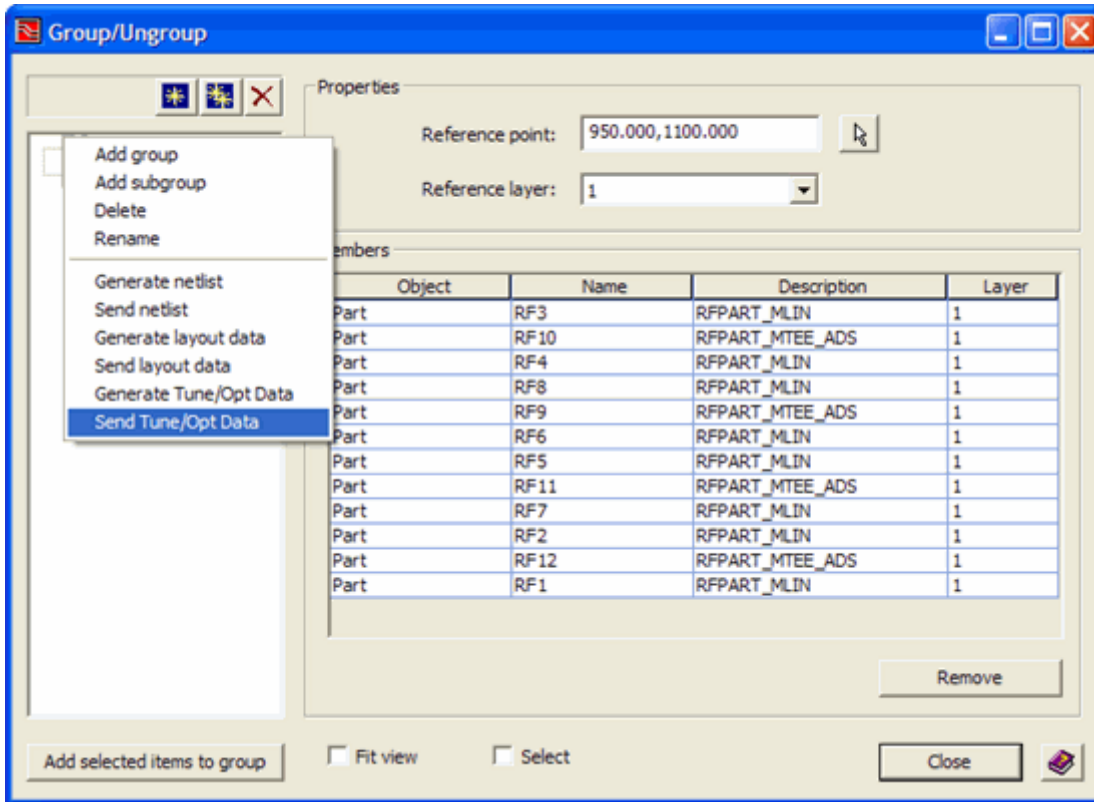 Group/Ungroup
Properties
Reference point: 950.000,1100.000
Reference layer: 1
Add group
Add subgroup
Delete
Rename
Generate netlist
Send netlist
Generate layout data
Send layout data
Generate Tune/Opt Data
Send Tune/Opt Data
embers
Object Name Description Layer
Part RF3 RFPART_MLIN 1
Part RF10 RFPART_MTEE_ADS 1
Part RF4 RFPART_MLIN 1
Part RF8 RFPART_MLIN 1
Part RF9 RFPART_MTEE_ADS 1
Part RF6 RFPART_MLIN 1
Part RF5 RFPART_MLIN 1
Part RF11 RFPART_MTEE_ADS 1
Part RF7 RFPART_MLIN 1
Part RF2 RFPART_MLIN 1
Part RF12 RFPART_MTEE_ADS 1
Part RF1 RFPART_MLIN 1
Remove
Add selected items to group
Fit view
Select
Close